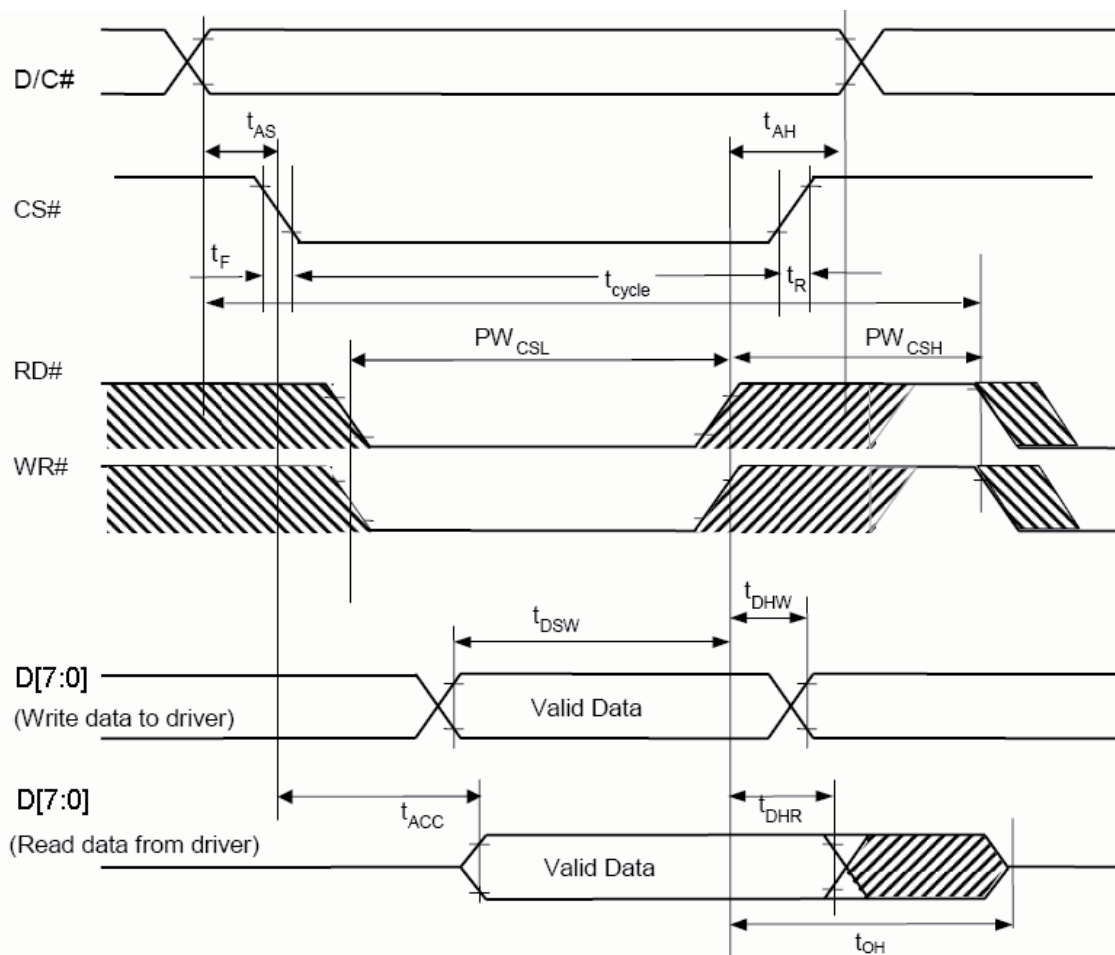 D/C#
tAS
tAH
CS#
tF
tcycle
tR
PWCSL
PWCSH
RD#
WR#
tDHW
tDSW
D[7:0]
Valid Data
(Write data to driver)
D[7:0]
tACC
tDHR
(Read data from driver)
Valid Data
tOH